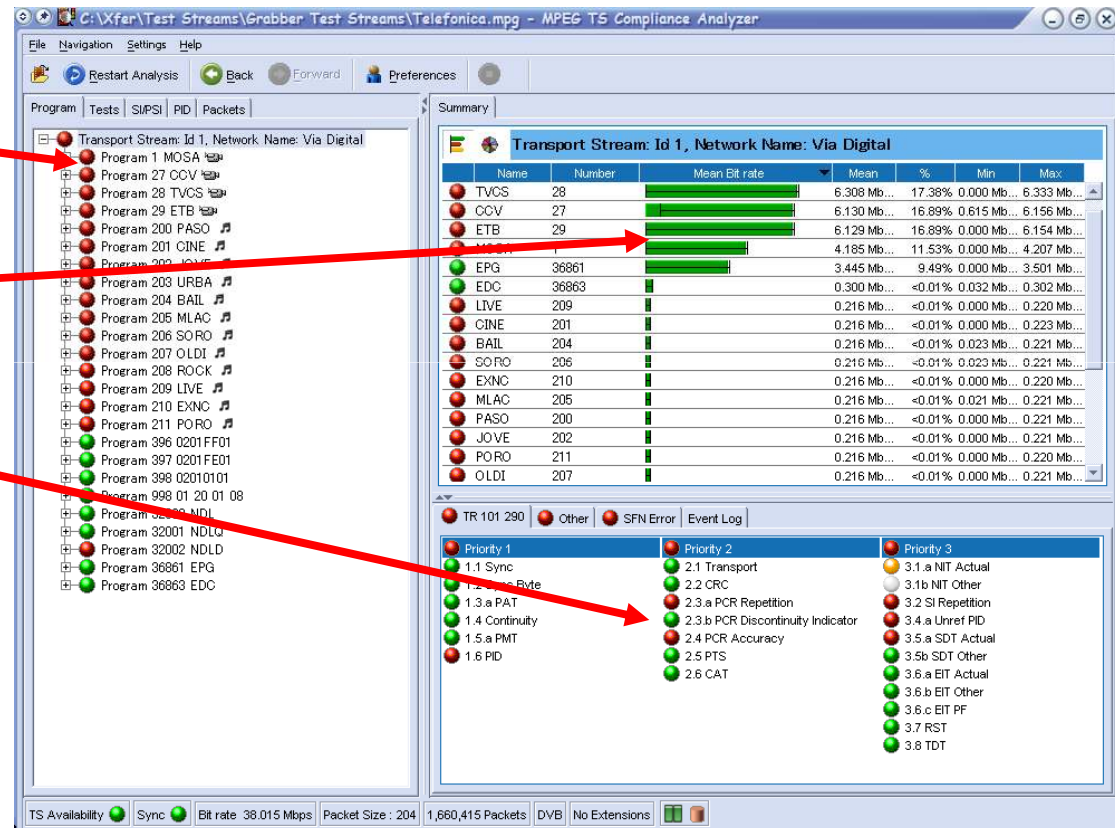 C:\Xfer\Test Streams\Grabber Test Streams\Telefonica.mpg - MPEG TS Compliance Analyzer
File Navigation Settings Help
Restart Analysis Back Forward Preferences
Program Tests SI/PSI PID Packets
Transport Stream: Id 1, Network Name: Via Digital
Program 1 MOSA
Program 27 CCV
Program 28 TVCS
Program 29 ETB
Program 200 PASO
Program 201 CINE
Program 202 JOVE
Program 203 URBA
Program 204 BAIL
Program 205 MLAC
Program 206 SORO
Program 207 OLDI
Program 208 ROCK
Program 209 LIVE
Program 210 EXNC
Program 211 PORO
Program 396 0201FF01
Program 397 0201FE01
Program 398 02010101
Program 998 01 20 01 08
Program NDL
Program 32001 NDLQ
Program 32002 NDLD
Program 36861 EPG
Program 36863 EDC
Summary
Transport Stream: Id 1, Network Name: Via Digital
Name Number Mean Bit rate Mean % Min Max
TVCS 28 6.308 Mb... 17.38% 0.000 Mb... 6.333 Mb...
CCV 27 6.130 Mb... 16.89% 0.615 Mb... 6.156 Mb...
ETB 29 6.129 Mb... 16.89% 0.000 Mb... 6.154 Mb...
MOSA 1 4.185 Mb... 11.53% 0.000 Mb... 4.207 Mb...
EPG 36861 3.445 Mb... 9.49% 0.000 Mb... 3.501 Mb...
EDC 36863 0.300 Mb... <0.01% 0.032 Mb... 0.302 Mb...
LIVE 209 0.216 Mb... <0.01% 0.000 Mb... 0.220 Mb...
CINE 201 0.216 Mb... <0.01% 0.000 Mb... 0.223 Mb...
BAIL 204 0.216 Mb... <0.01% 0.023 Mb... 0.221 Mb...
SORO 206 0.216 Mb... <0.01% 0.023 Mb... 0.221 Mb...
EXNC 210 0.216 Mb... <0.01% 0.000 Mb... 0.220 Mb...
MLAC 205 0.216 Mb... <0.01% 0.021 Mb... 0.221 Mb...
PASO 200 0.216 Mb... <0.01% 0.000 Mb... 0.221 Mb...
JOVE 202 0.216 Mb... <0.01% 0.000 Mb... 0.221 Mb...
PORO 211 0.216 Mb... <0.01% 0.000 Mb... 0.220 Mb...
OLDI 207 0.216 Mb... <0.01% 0.000 Mb... 0.221 Mb...
TR 101 290 Other SFN Error Event Log
Priority 1
1.1 Sync
1.2 Sync Byte
1.3.a PAT
1.4 Continuity
1.5.a PMT
1.6 PID
Priority 2
2.1 Transport
2.2 CRC
2.3.a PCR Repetition
2.3.b PCR Discontinuity Indicator
2.4 PCR Accuracy
2.5 PTS
2.6 CAT
Priority 3
3.1.a NIT Actual
3.1b NIT Other
3.2 SI Repetition
3.4.a Unref PID
3.5.a SDT Actual
3.5b SDT Other
3.6.a EIT Actual
3.6.b EIT Other
3.6.c EIT PF
3.7 RST
3.8 TDT
TS Availability Sync Bit rate 38.015 Mbps Packet Size : 204 1,660,415 Packets DVB No Extensions